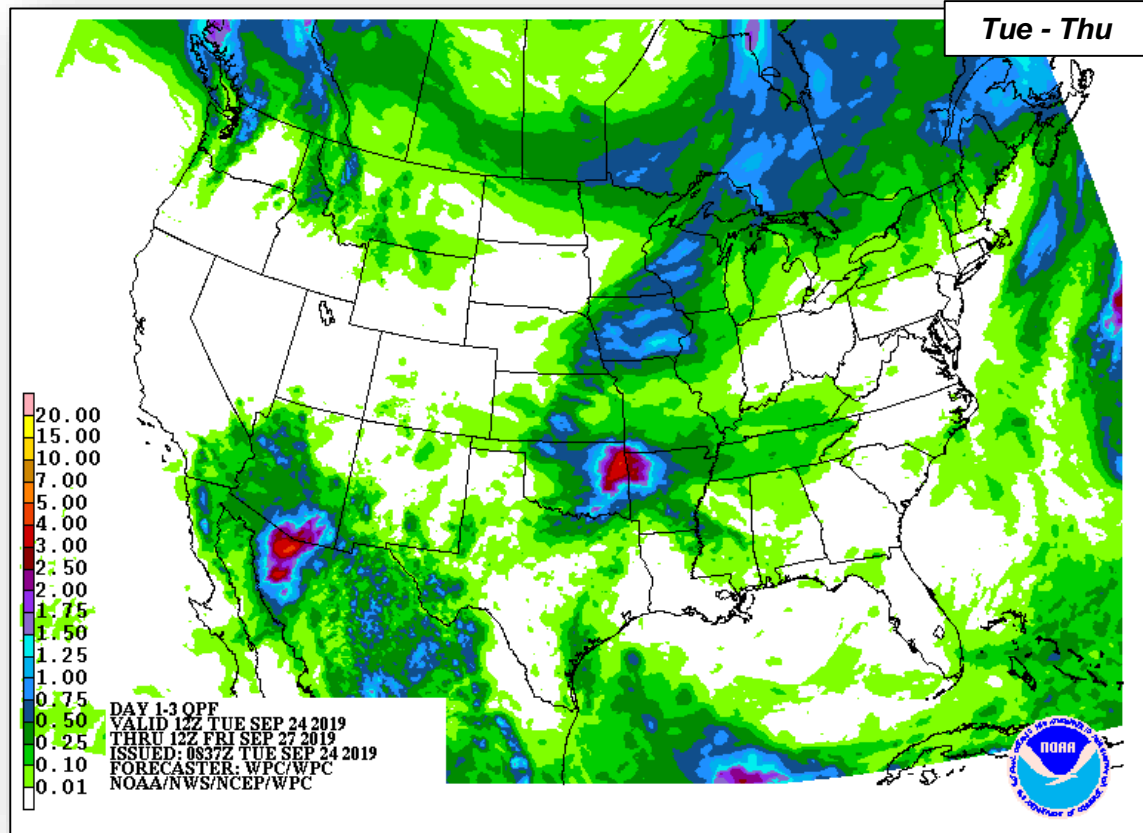 Tue - Thu
20.00
15.00
10.00
7.00
5.00
4.00
3.00
2.50
2.00
1.75
1.50
1.25
1.00
0.75
0.50
0.25
0.10
0.01
DAY 1-3 QPF
VALID 12Z TUE SEP 24 2019
THRU 12Z FRI SEP 27 2019
ISSUED: 0837Z TUE SEP 24 2019
FORECASTER: WPC/WPC
NOAA/NWS/NCEP/WPC
NOAA